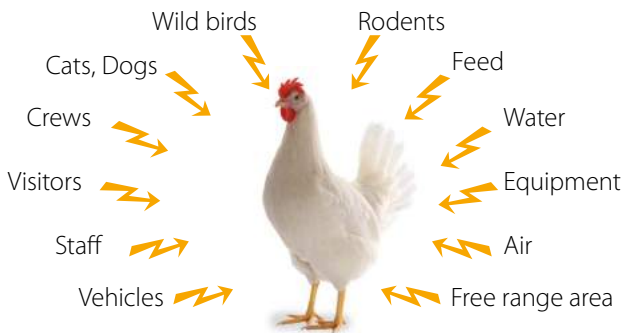 Wild birds
Rodents
Cats, Dogs
Feed
Crews
Water
Visitors
Equipment
Staff
Air
Vehicles
Free range area